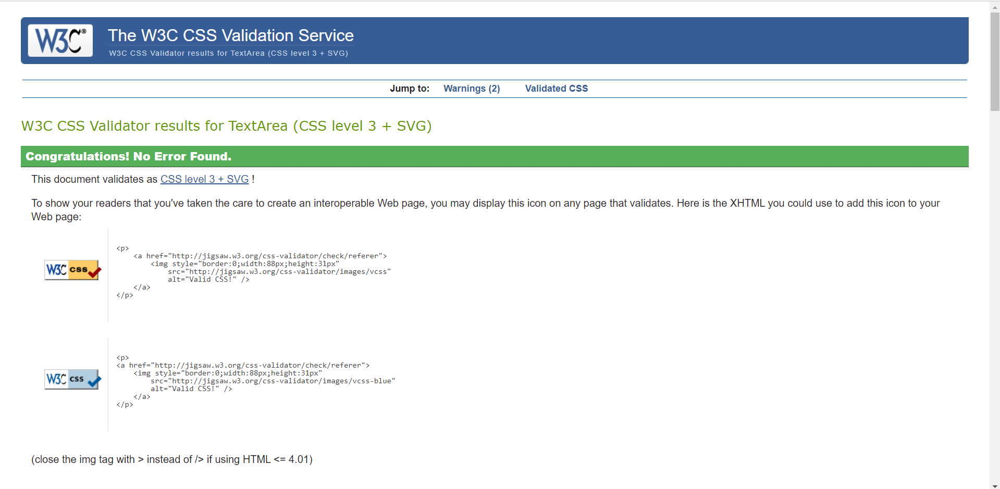 W3C®
The W3C CSS Validation Service
W3C CSS Validator results for TextArea (CSS level 3 + SVG)
Jump to: Warnings (2) Validated CSS
W3C CSS Validator results for TextArea (CSS level 3 + SVG)
Congratulations! No Error Found.
This document validates as CSS level 3 + SVG !
To show your readers that you've taken the care to create an interoperable Web page, you may display this icon on any page that validates. Here is the XHTML you could use to add this icon to your
Web page:
W3C css
<p>
    <a href="http://jigsaw.w3.org/css-validator/check/referer">
        <img style="border:0;width:88px;height:31px"
            src="http://jigsaw.w3.org/css-validator/images/vcss"
            alt="Valid CSS!" />
    </a>
</p>
W3C css
<p>
<a href="http://jigsaw.w3.org/css-validator/check/referer">
    <img style="border:0;width:88px;height:31px"
        src="http://jigsaw.w3.org/css-validator/images/vcss-blue"
        alt="Valid CSS!" />
    </a>
</p>
(close the img tag with > instead of /> if using HTML <= 4.01)